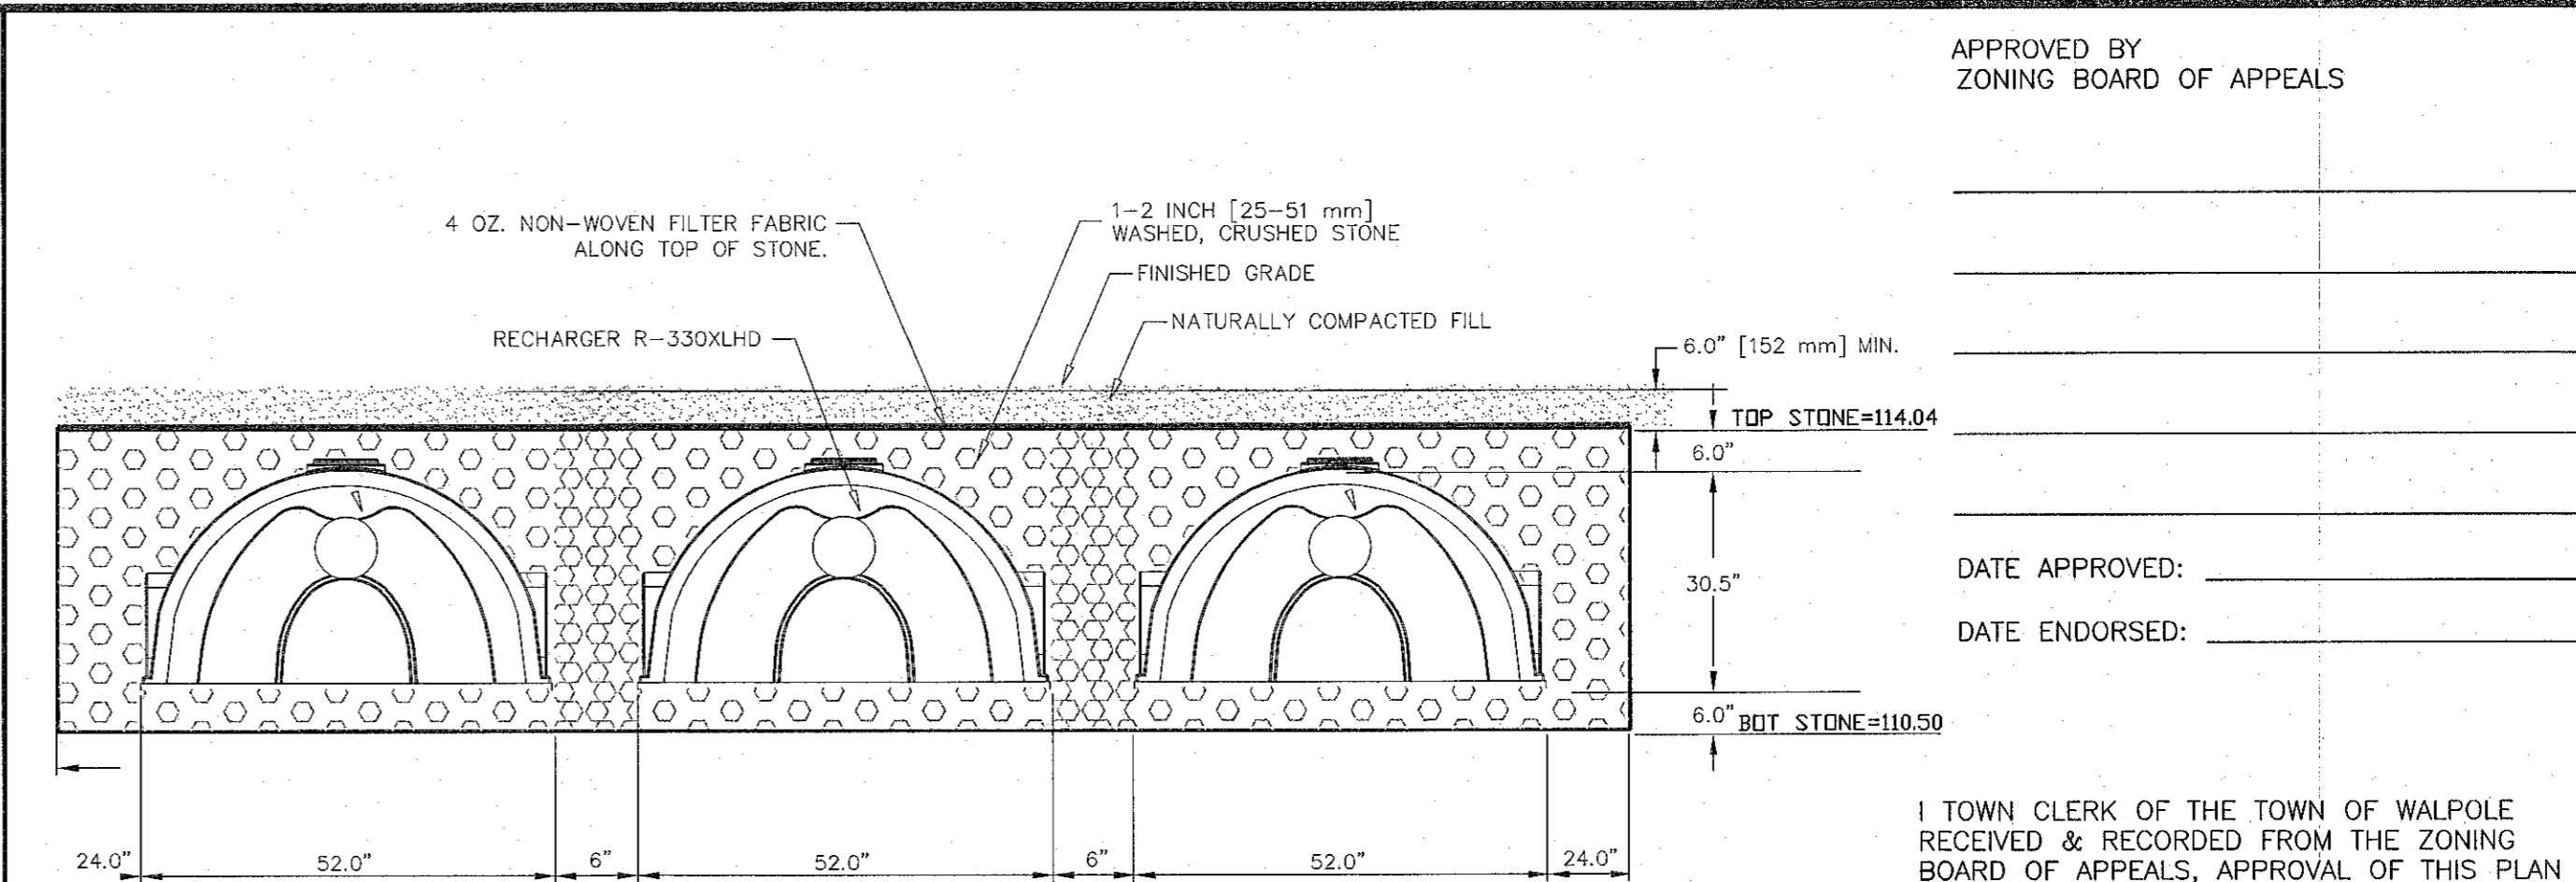 APPROVED BY
ZONING BOARD OF APPEALS
4 OZ. NON-WOVEN FILTER FABRIC
ALONG TOP OF STONE.
1-2 INCH [25-51 mm]
WASHED, CRUSHED STONE
FINISHED GRADE
NATURALLY COMPACTED FILL
RECHARGER R-330XLHD
6.0" [152 mm] MIN.
TOP STONE=114.04
6.0"
30.5"
6.0"
BOT STONE=110.50
DATE APPROVED:
DATE ENDORSED:
24.0"
52.0"
6"
52.0"
6"
52.0"
24.0"
I TOWN CLERK OF THE TOWN OF WALPOLE
RECEIVED & RECORDED FROM THE ZONING
BOARD OF APPEALS, APPROVAL OF THIS PLAN